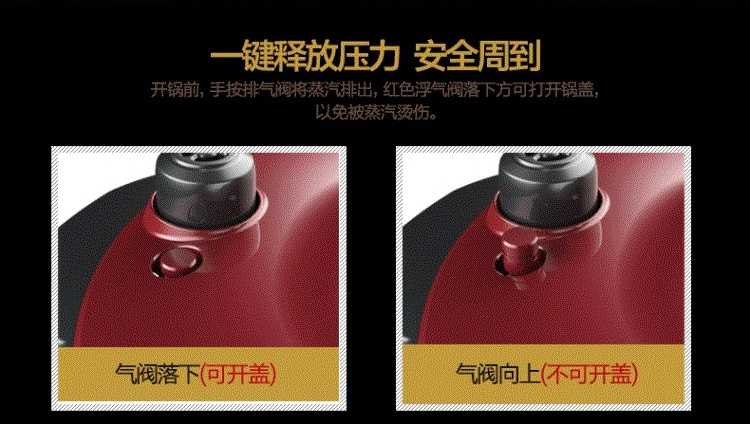 一键释放压力 安全周到
开锅前，手按排气阀将蒸汽排出，红色浮气阀落下方可打开锅盖，
以免被蒸汽烫伤。
气阀落下(可开盖)
气阀向上(不可开盖)